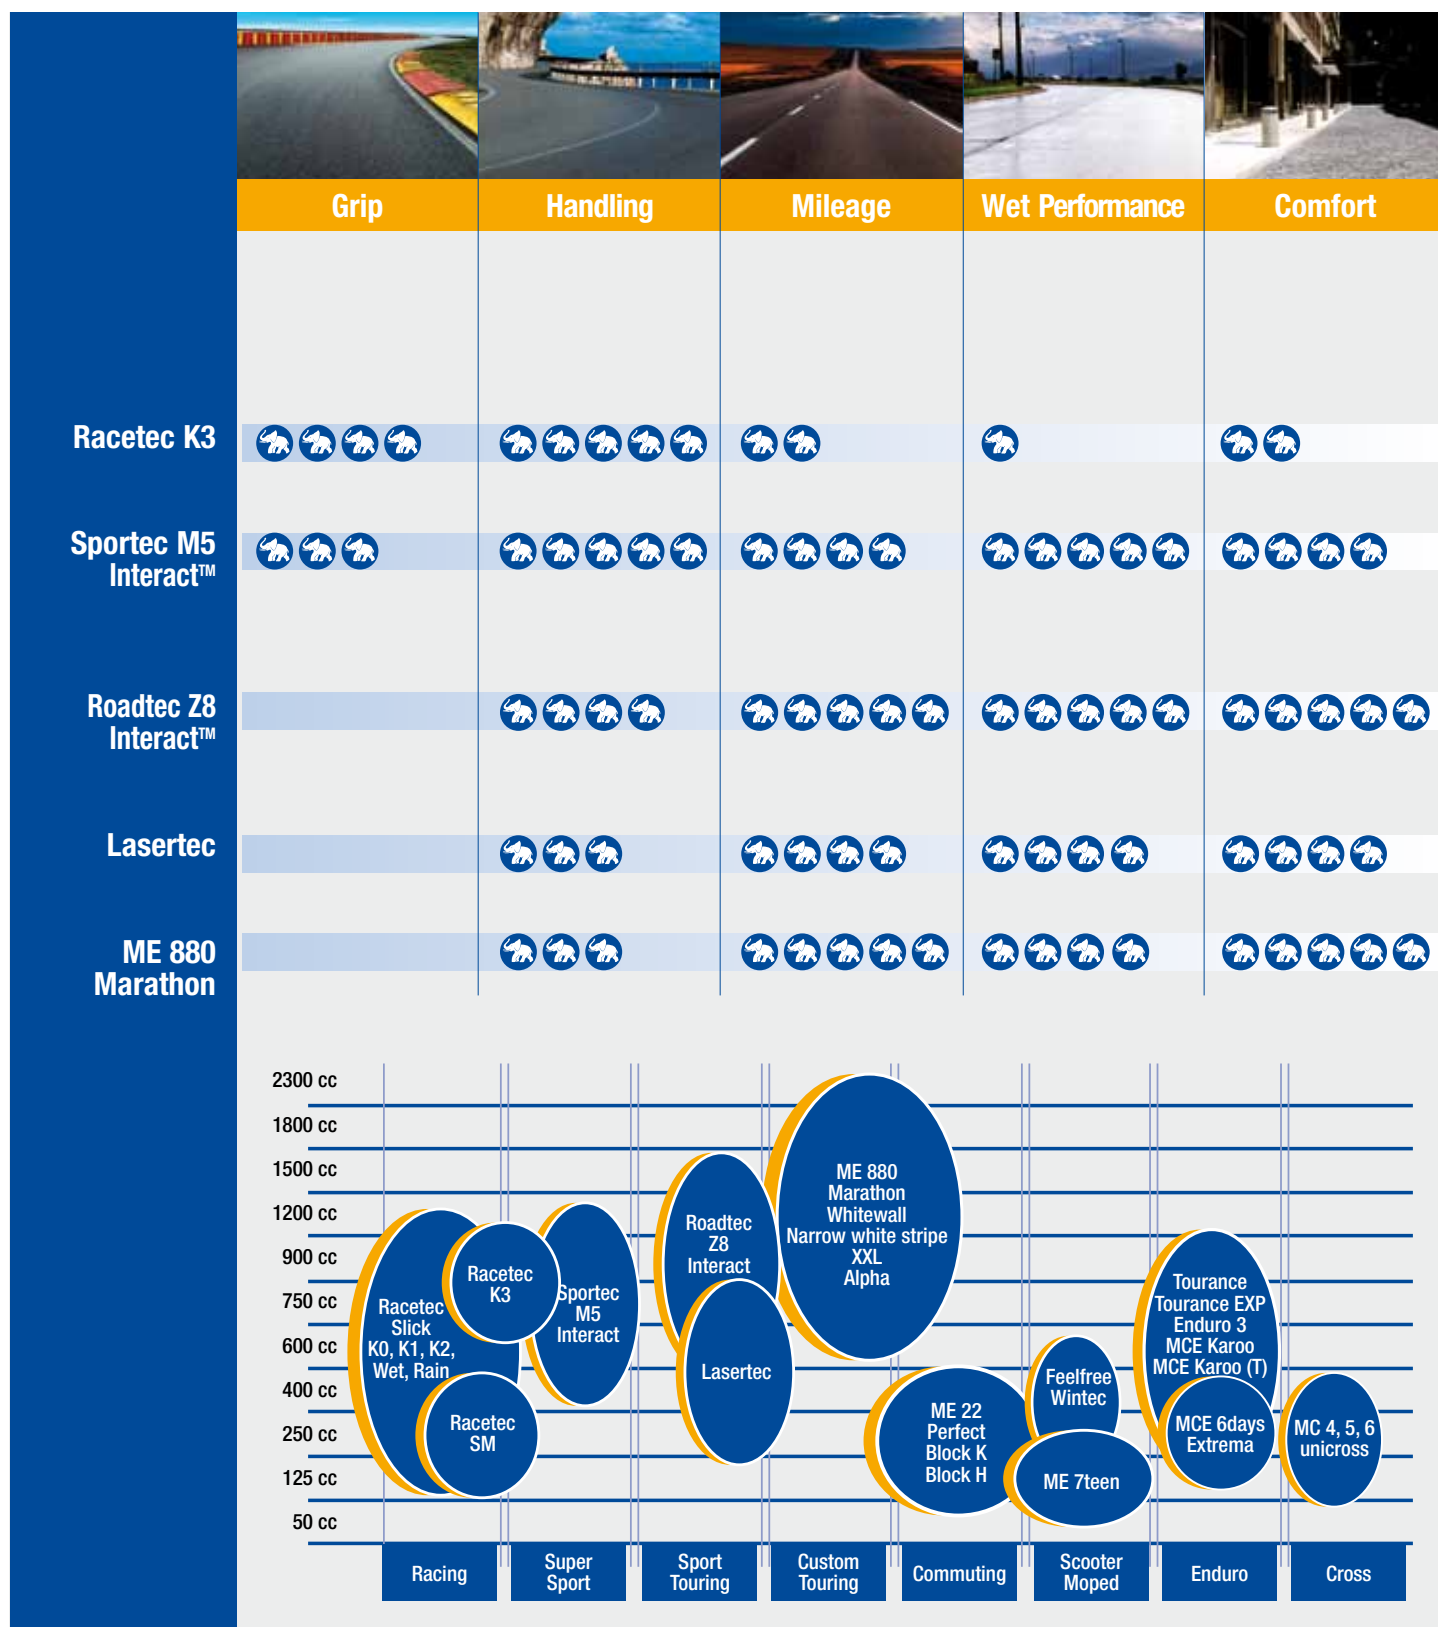 Grip
Handling
Mileage
Wet Performance
Comfort
Racetec K3
Sportec M5
Interact™
Roadtec Z8
Interact™
Lasertec
ME 880
Marathon
2300 cc
1800 cc
1500 cc
1200 cc
900 cc
750 cc
600 cc
400 cc
250 cc
125 cc
50 cc
Racetec
Slick
K0, K1, K2,
Wet, Rain
Racetec
K3
Racetec
SM
Sportec
M5
Interact
Roadtec
Z8
Interact
Lasertec
ME 880
Marathon
Whitewall
Narrow white stripe
XXL
Alpha
ME 22
Perfect
Block K
Block H
Feelfree
Wintec
ME 7teen
Tourance
Tourance EXP
Enduro 3
MCE Karoo
MCE Karoo (T)
MCE 6days
Extrema
MC 4, 5, 6
unicross
Racing
Super
Sport
Sport
Touring
Custom
Touring
Commuting
Scooter
Moped
Enduro
Cross